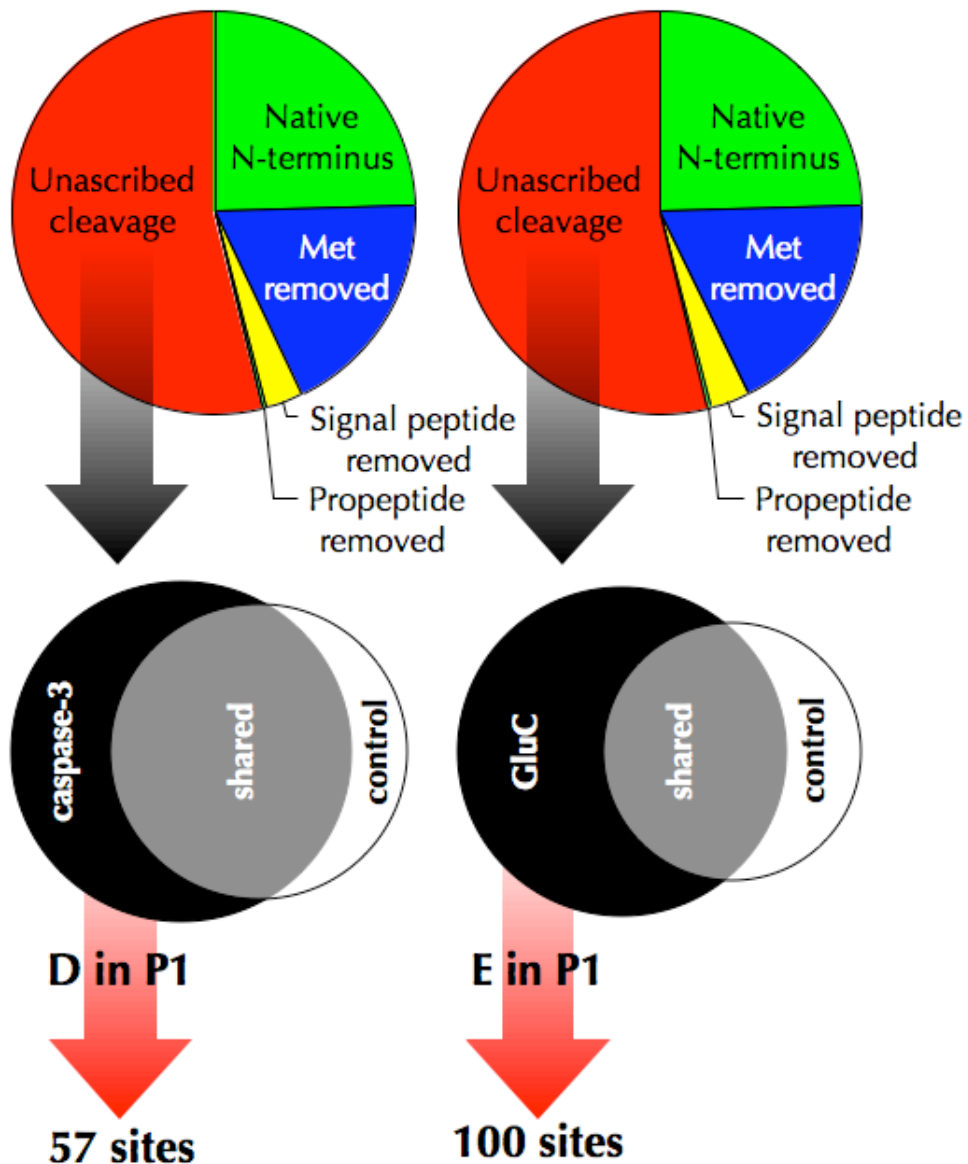 Native
N-terminus
Unascribed
cleavage
Met
removed
Signal peptide
removed
Propeptide
removed
Native
N-terminus
Unascribed
cleavage
Met
removed
Signal peptide
removed
Propeptide
removed
caspase-3
shared
control
GluC
shared
control
D in P1
E in P1
57 sites
100 sites